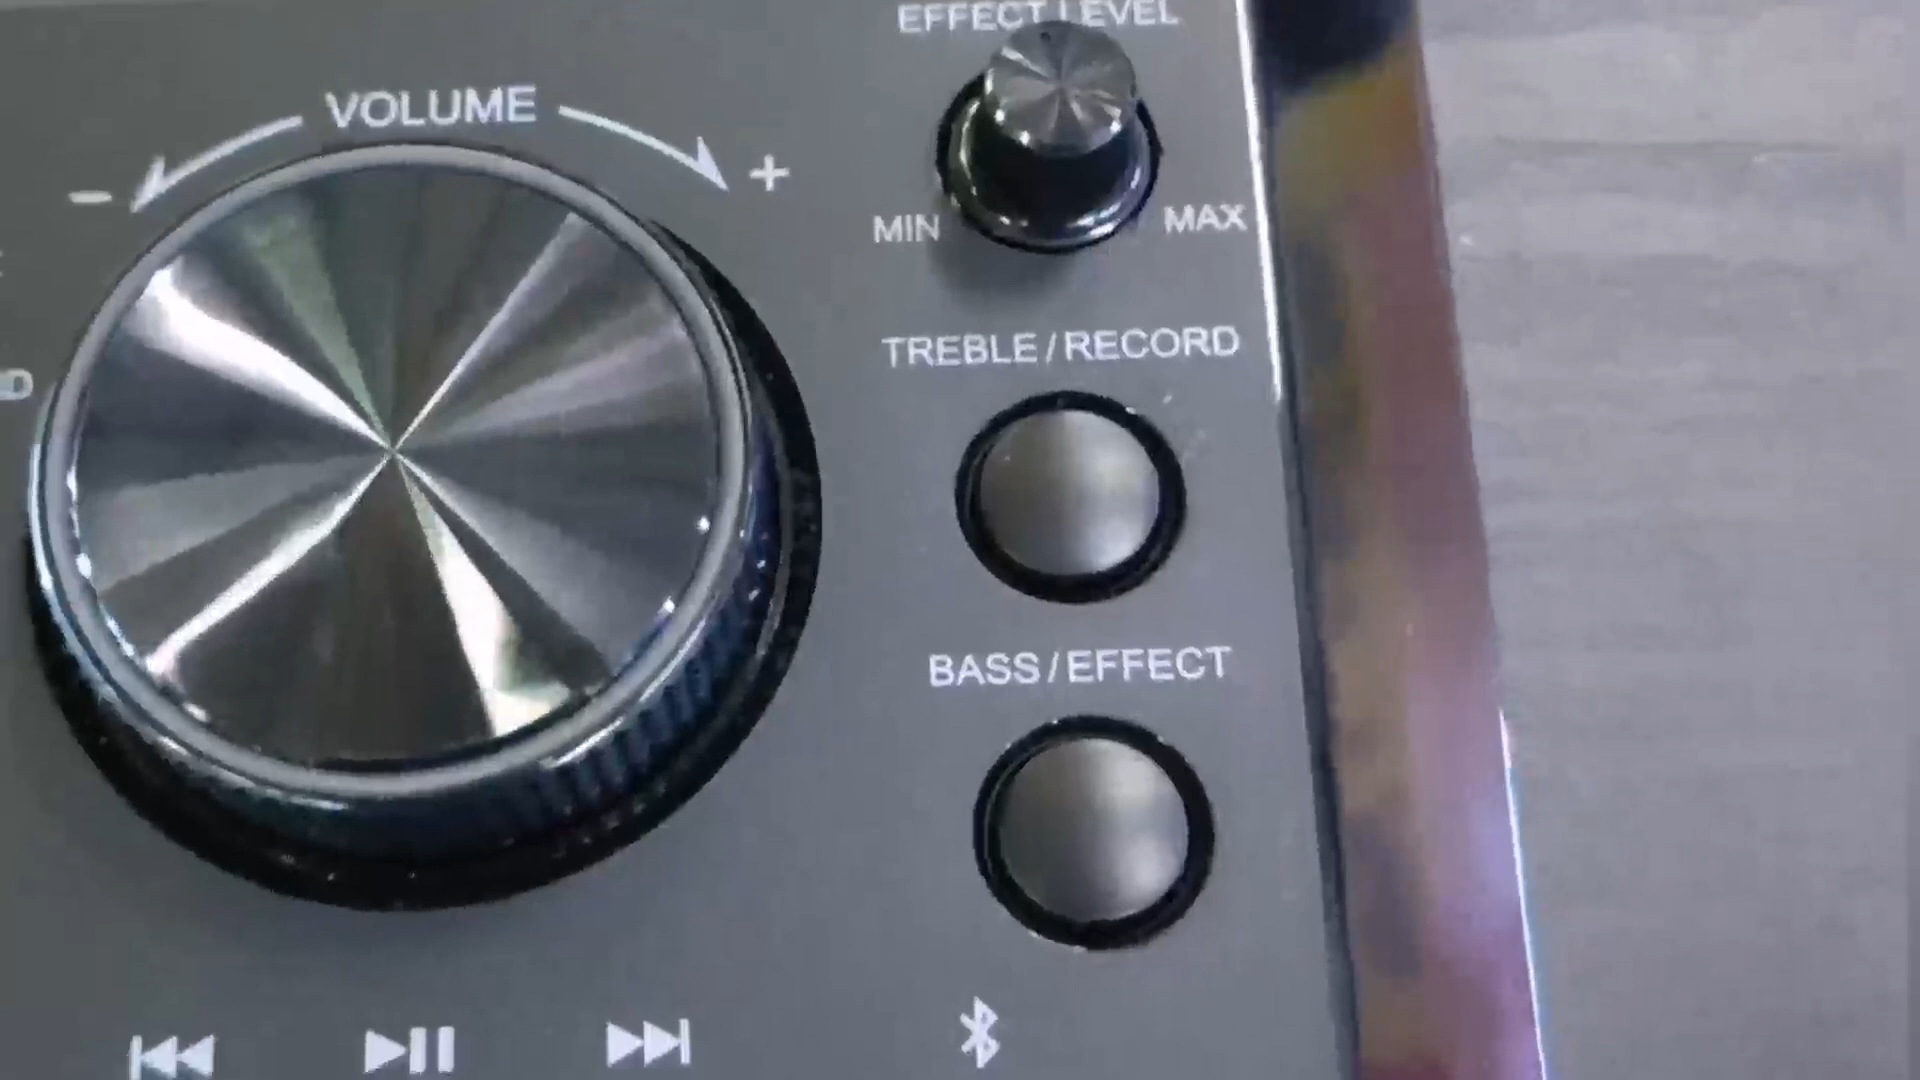 EFFECT LEVEL
VOLUME
- +
MIN MAX
TREBLE/RECORD
BASS/EFFECT